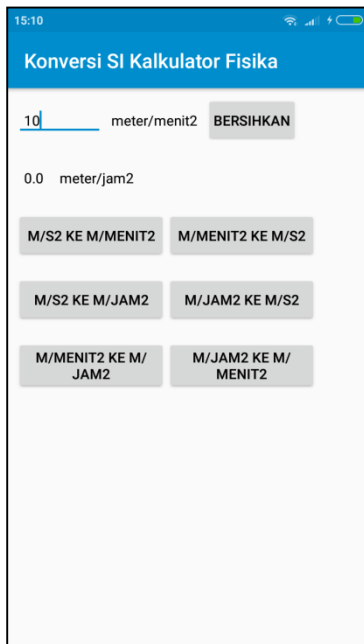 15:10
Konversi SI Kalkulator Fisika
10 meter/menit2 BERSIHKAN
0.0 meter/jam2
M/S2 KE M/MENIT2 M/MENIT2 KE M/S2
M/S2 KE M/JAM2 M/JAM2 KE M/S2
M/MENIT2 KE M/
JAM2
M/JAM2 KE M/
MENIT2